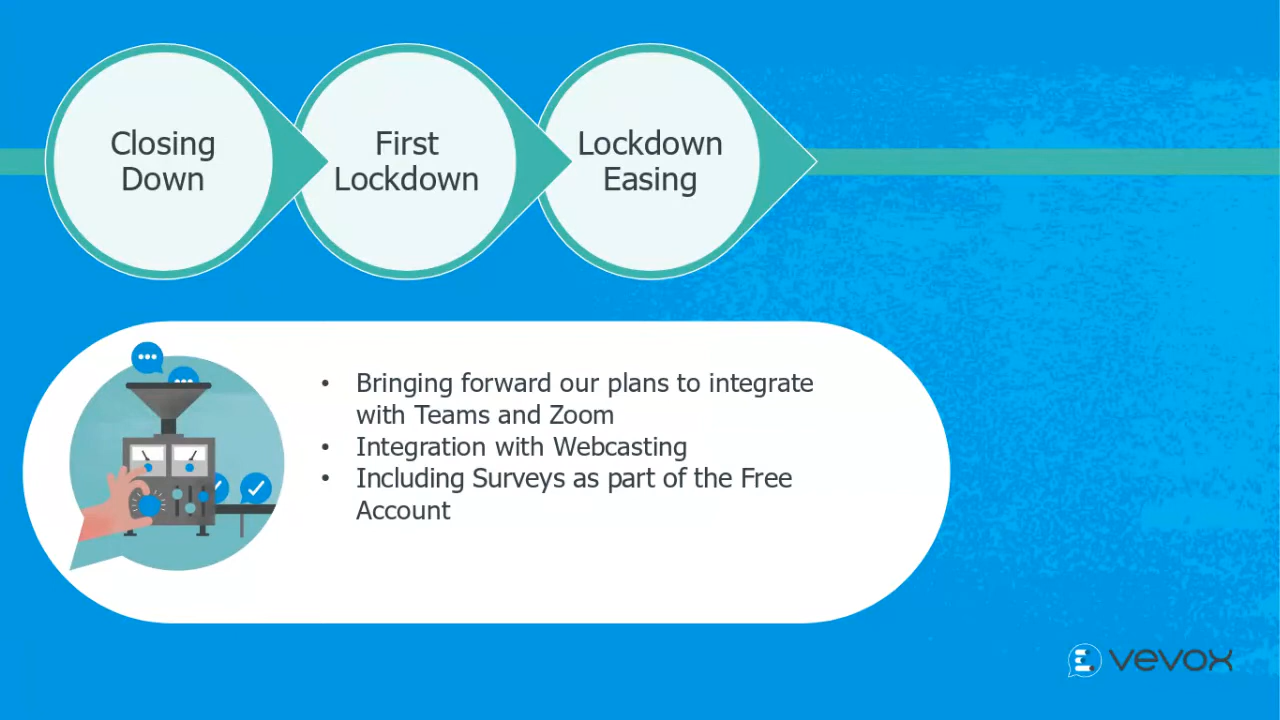 Closing
Down
First
Lockdown
Lockdown
Easing
• Bringing forward our plans to integrate
with Teams and Zoom
• Integration with Webcasting
• Including Surveys as part of the Free
Account
vevox